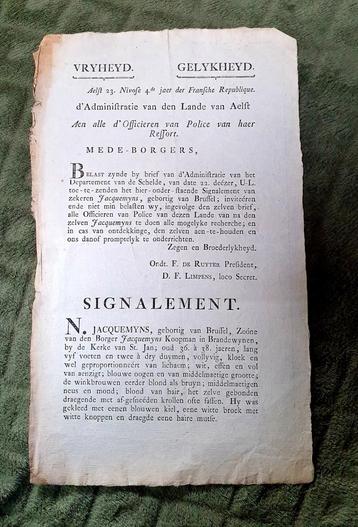 VRYHEYD. GELYKHEYD.
Aelst 23. Nivose 4.de jaer der Fransche Republique.
d'Administratie van den Lande van Aelst
Aen alle d'Officieren van Police van haer
Ressort.
MEDE-BORGERS,
BELAST zynde by brief van d'Administratie van het
Departement van de Schelde, van date 22. deézer, U-L.
toe-te-zenden het hier-onder-staende Signalement van
zekeren Jacquemyns, gebortig van Brussel; inviteéren
ende niet min belasten wy, ingevolge den zelven brief,
alle Officieren van Police van dezen Lande van na den
zelven Jacquemyns te doen alle mogelyke recherche; en
in cas van ontdekkinge, den zelven aen-te-houden en
ons danof promptelyk te onderrichten.
Zegen en Broederlykheyd.
Ordt. F. DE RUYTER President,
D. F. LIMPENS, loco Secret.
SIGNALEMENT.
N. JACQUEMYNS, gebortig van Brussel, Zoöne
van den Borger Jacquemyns Koopman in Brandewynen,
by de Kerke van St. Jan; oud 36. à 38. jaeren, lang
vyf voeten en twee à dry duymen, vollyvig, kloek en
wel geproportionneért van lichaem; wit, effen en vol
van aenzigt; blouwe oogen en van middelmaetige grootte;
de winkbrouwen eerder blond als bruyn; middelmaetigen
neus en mond; blond van hair, het zelve gebonden
draegende met af-gesneéden krollen ofte fassen. Hy was
gekleed met eenen blouwen kiel, eene witte broek met
witte knoppen en draegde eene haire mutse.